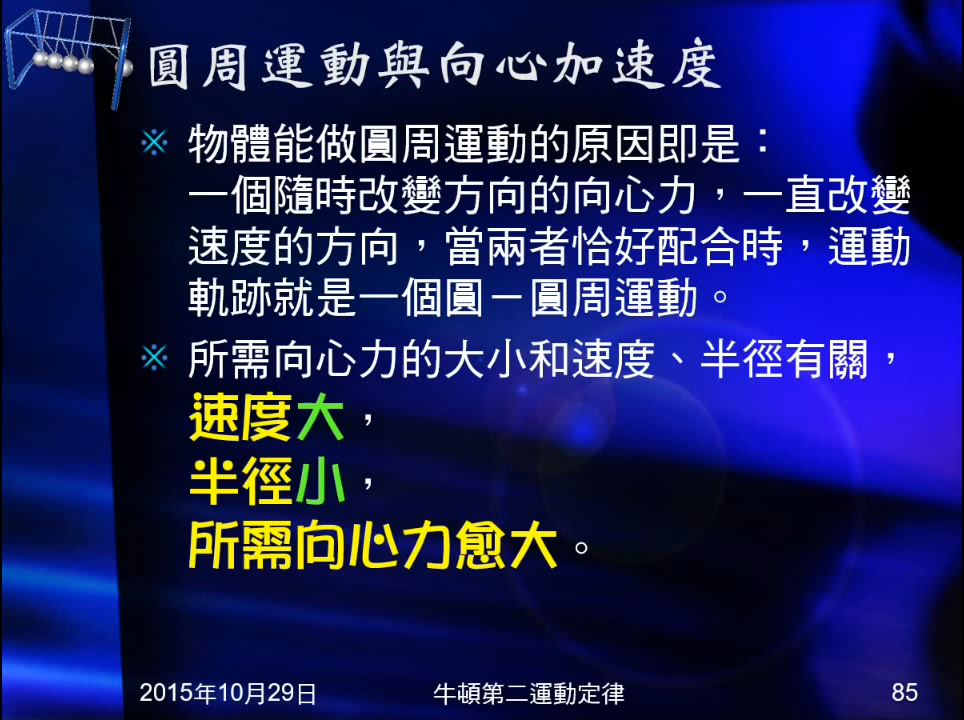 圓周運動與向心加速度
※ 物體能做圓周運動的原因即是：
一個隨時改變方向的向心力，一直改變
速度的方向，當兩者恰好配合時，運動
軌跡就是一個圓－圓周運動。
※ 所需向心力的大小和速度、半徑有關，
速度大，
半徑小，
所需向心力愈大。
2015年10月29日 牛頓第二運動定律 85